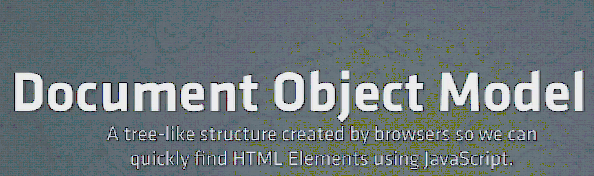 Document Object Model
A tree-like structure created by browsers so we can
quickly find HTML Elements using JavaScript.